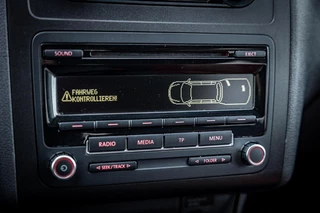 SOUND
EJECT
FAHRWEG
KONTROLLIEREN!
RADIO MEDIA TP MENU
SEEK/TRACK
FOLDER